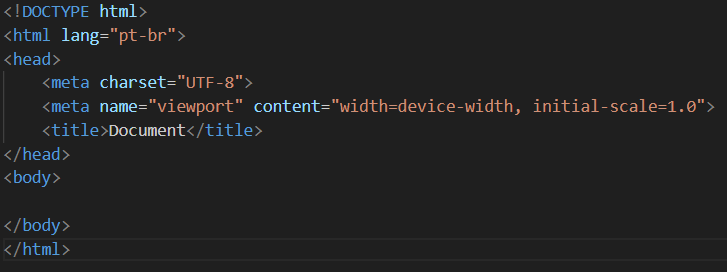 <!DOCTYPE html>
<html lang="pt-br">
<head>
    <meta charset="UTF-8">
    <meta name="viewport" content="width=device-width, initial-scale=1.0">
    <title>Document</title>
</head>
<body>

</body>
</html>